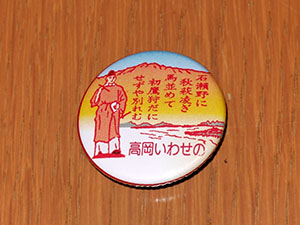 石瀬野に
秋萩凌ぎ
馬並めて
初鷹狩だに
せずや別れむ
高岡いわせの